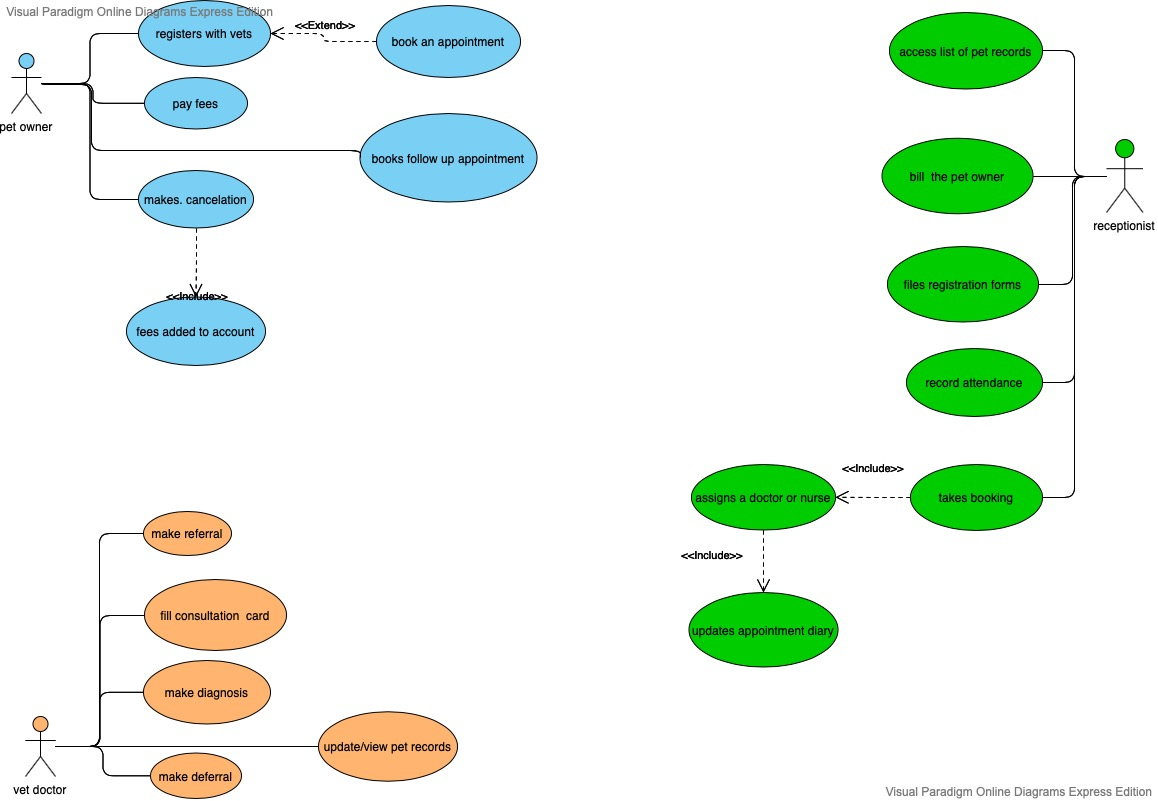 Visual Paradigm Online Diagrams Express Edition
registers with vets
<<Extend>>
book an appointment
pay fees
pet owner
books follow up appointment
makes. cancelation
<<Include>>
fees added to account
access list of pet records
bill  the pet owner
receptionist
files registration forms
record attendance
takes booking
<<Include>>
assigns a doctor or nurse
<<Include>>
updates appointment diary
make referral
fill consultation  card
make diagnosis
update/view pet records
make deferral
vet doctor
Visual Paradigm Online Diagrams Express Edition